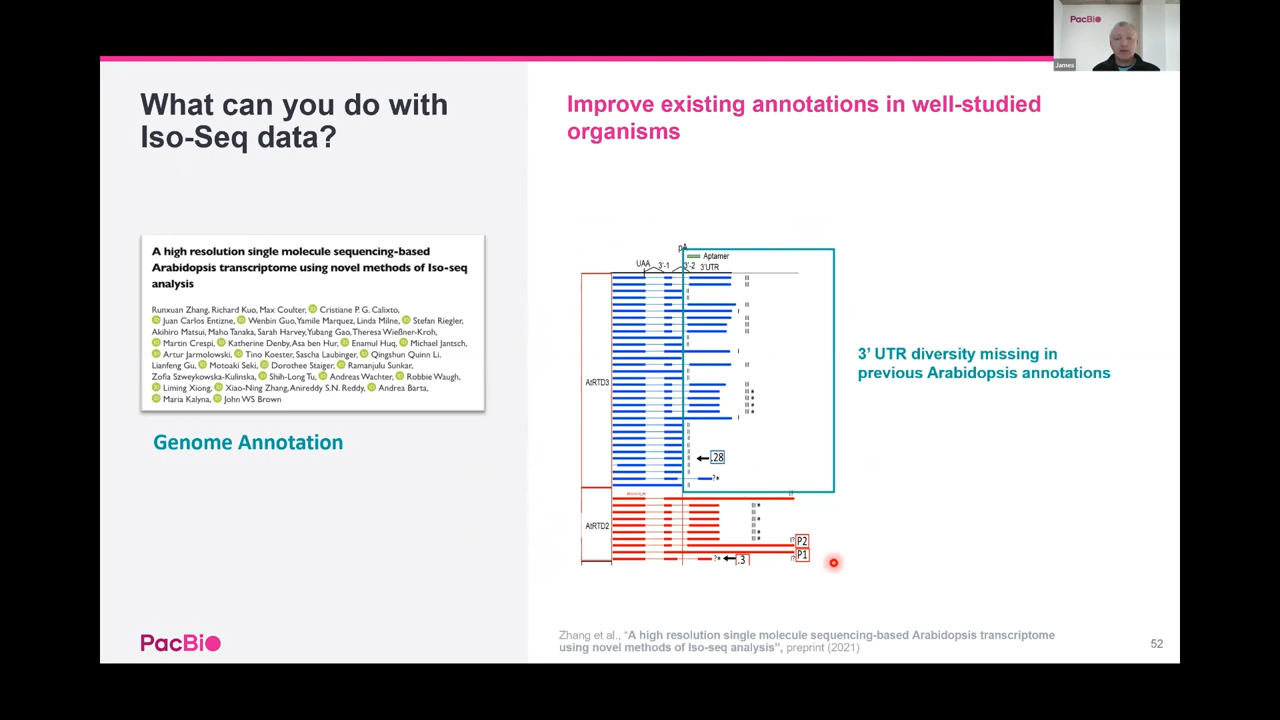 PacBio
James
What can you do with
Iso-Seq data?
Improve existing annotations in well-studied
organisms
A high resolution single molecule sequencing-based
Arabidopsis transcriptome using novel methods of Iso-seq
analysis
Runxuan Zhang, Richard Kuo, Max Coulter, Cristiane P. G. Calixto,
Juan Carlos Entizne, Wenbin Guo, Yamile Marquez, Linda Milne, Stefan Riegler,
Akihiro Matsui, Maho Tanaka, Sarah Harvey, Yubang Gao, Theresa Wießner-Kroh,
Martin Crespi, Katherine Denby, Asa ben Hur, Enamul Huq, Michael Jantsch,
Artur Jarmolowski, Tino Koester, Sascha Laubinger, Qingshun Quinn Li,
Lianfeng Gu, Motoaki Seki, Dorothee Staiger, Ramanjulu Sunkar,
Zofia Szweykowska-Kulinska, Shih-Long Tu, Andreas Wachter, Robbie Waugh,
Liming Xiong, Xiao-Ning Zhang, Anireddy S.N. Reddy, Andrea Barta,
Maria Kalyna, John WS Brown
Genome Annotation
pA
Aptamer
UAA 3'-1 3'-2 3'UTR
AtRTD3
.28
?*
AtRTD2
P2
P1
?* .3
3’ UTR diversity missing in
previous Arabidopsis annotations
PacBio
Zhang et al., “A high resolution single molecule sequencing-based Arabidopsis transcriptome
using novel methods of Iso-seq analysis”, preprint (2021)
52